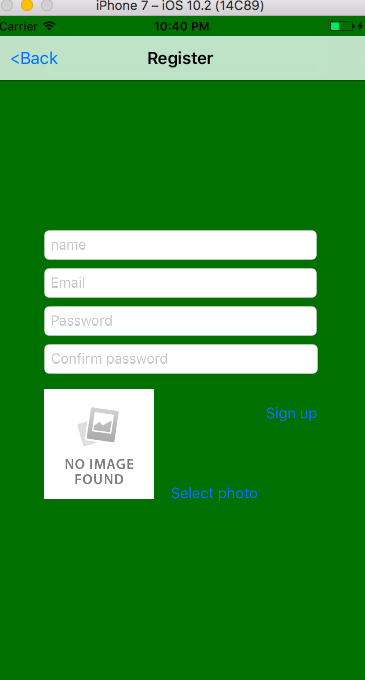 iPhone 7 – iOS 10.2 (14C89)
Carrier 10:40 PM
<Back Register
name
Email
Password
Confirm password
Sign up
NO IMAGE
FOUND
Select photo